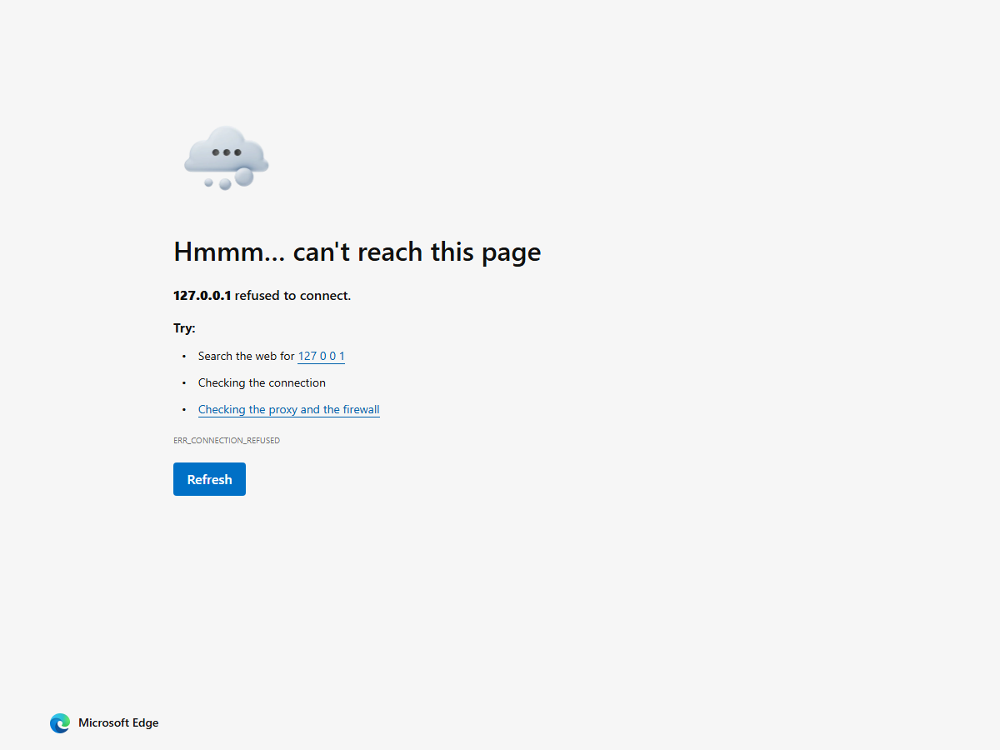 Hmmm... can't reach this page
127.0.0.1 refused to connect.
Try:
• Search the web for 127 0 0 1
• Checking the connection
• Checking the proxy and the firewall
ERR_CONNECTION_REFUSED
Refresh
Microsoft Edge